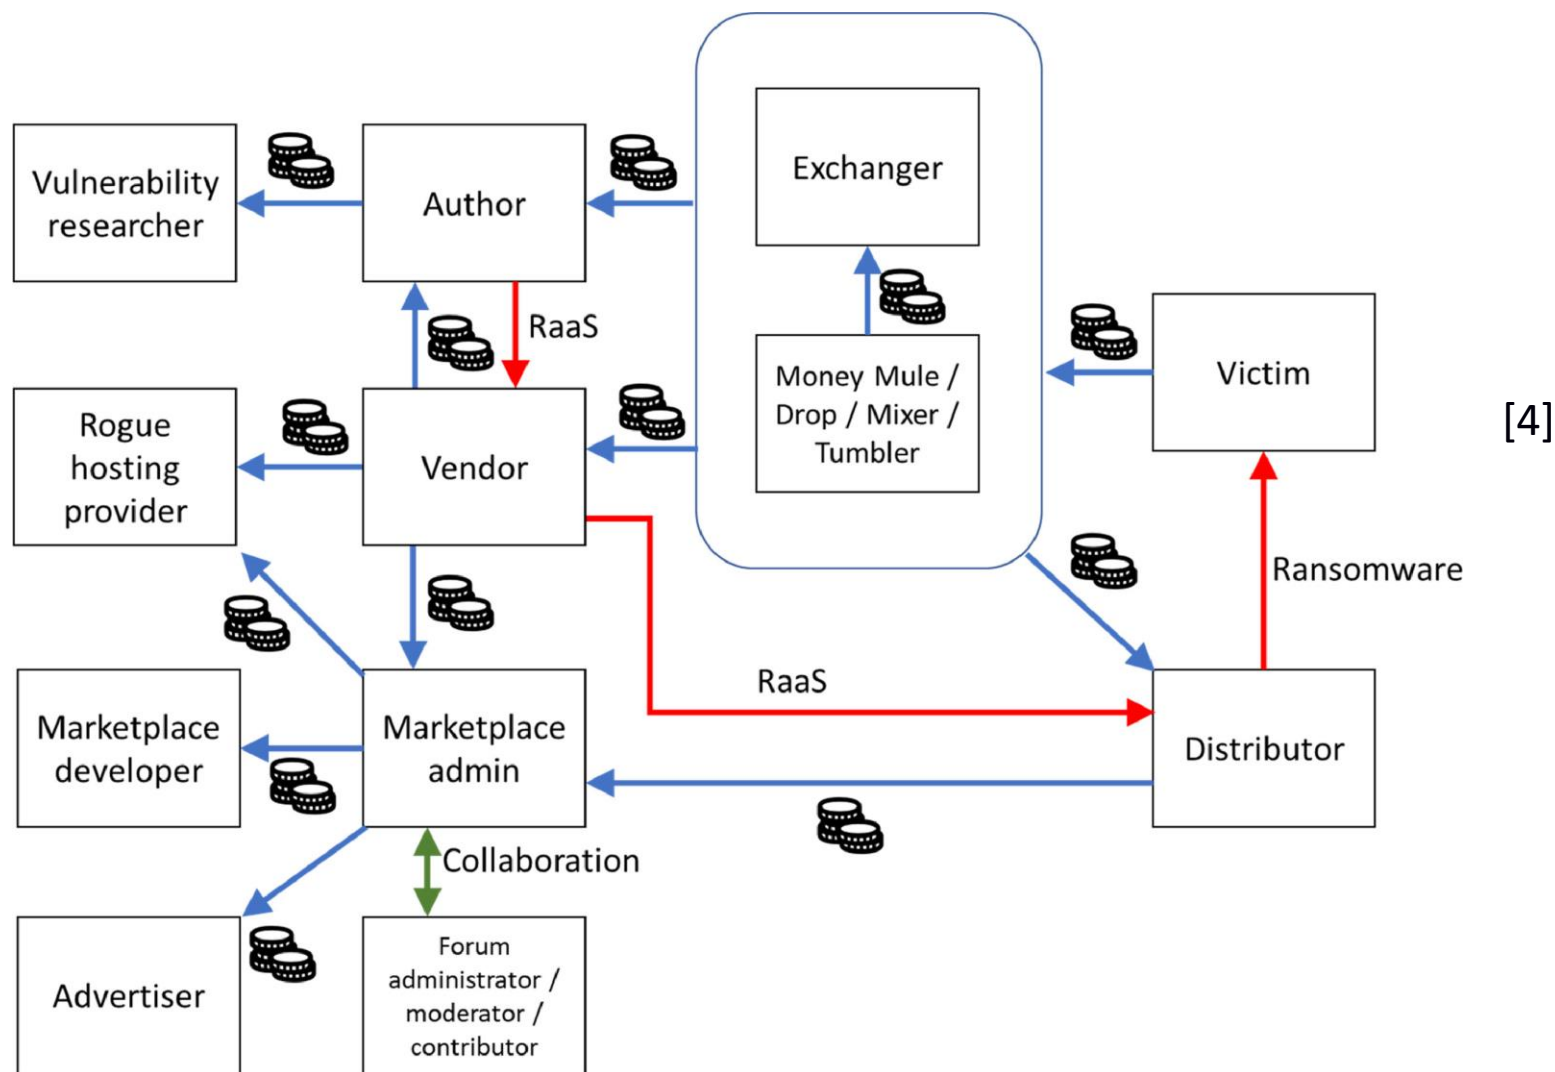 Exchanger
Vulnerability
researcher
Author
RaaS
Money Mule /
Drop / Mixer /
Tumbler
Victim
[4]
Rogue
hosting
provider
Vendor
Ransomware
RaaS
Marketplace
developer
Marketplace
admin
Distributor
Collaboration
Advertiser
Forum
administrator /
moderator /
contributor